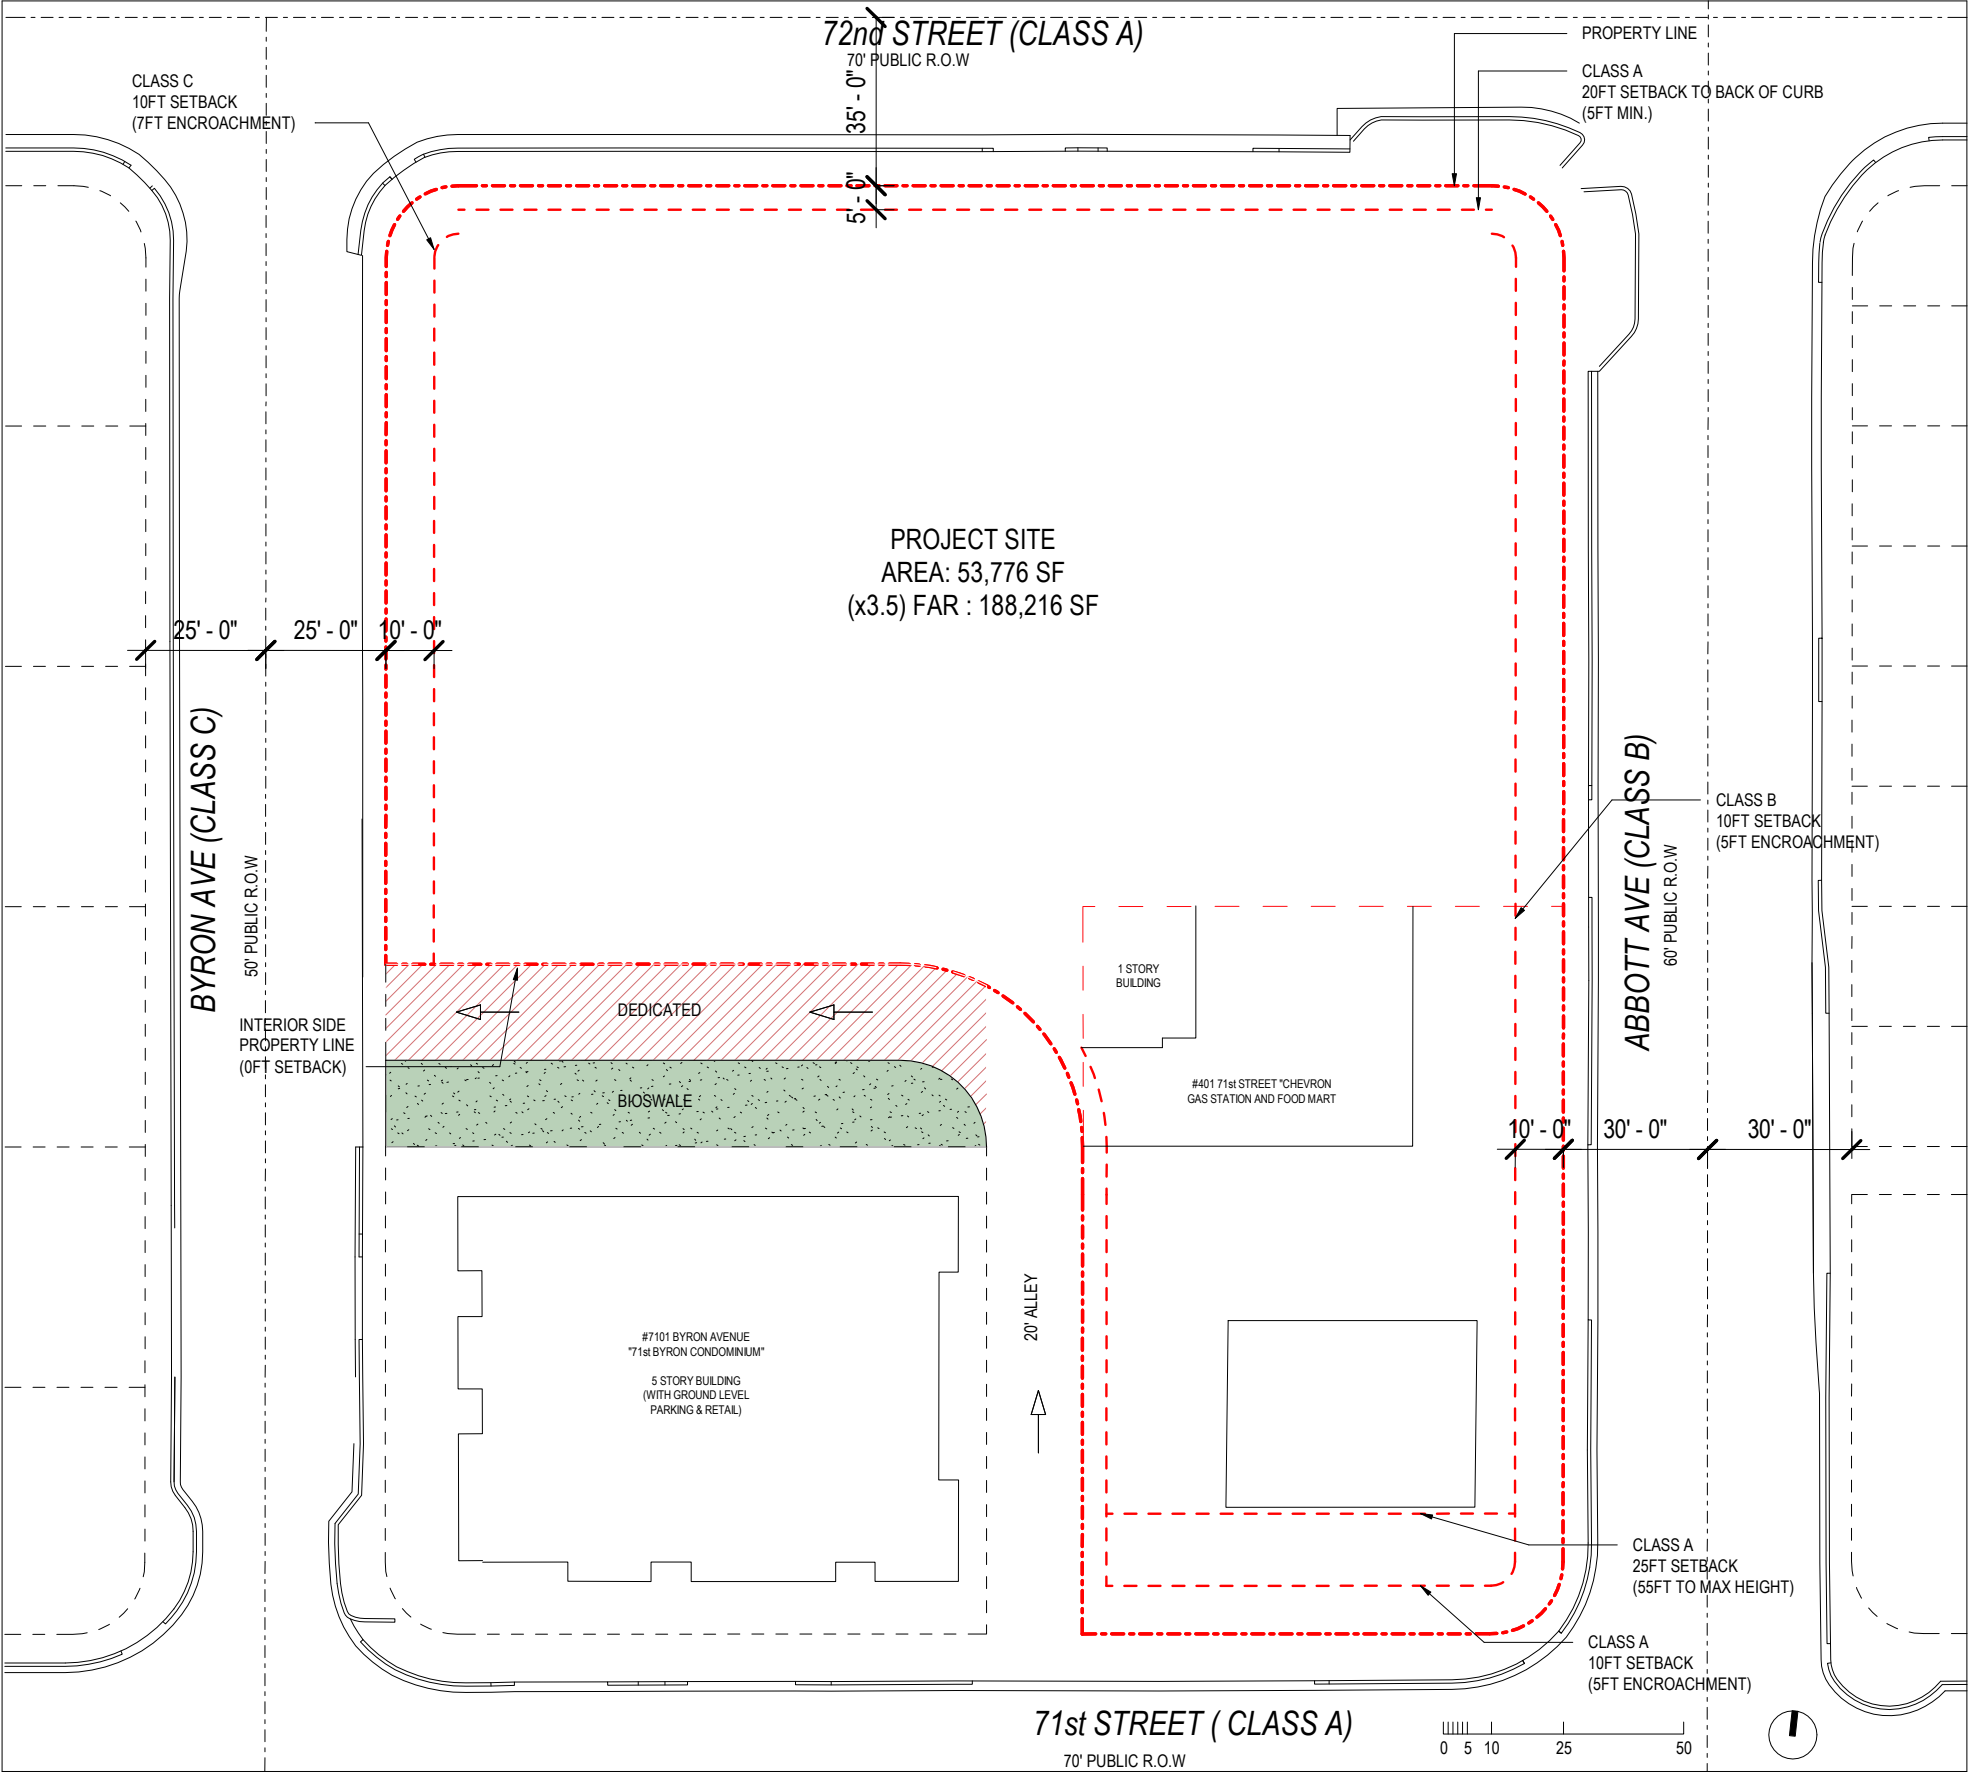 72nd STREET (CLASS A)
70' PUBLIC R.O.W
35' - 0"
5' - 0"
PROPERTY LINE
CLASS A
20FT SETBACK TO BACK OF CURB
(5FT MIN.)
CLASS C
10FT SETBACK
(7FT ENCROACHMENT)
PROJECT SITE
AREA: 53,776 SF
(x3.5) FAR : 188,216 SF
25' - 0"
25' - 0"
10' - 0"
BYRON AVE (CLASS C)
50' PUBLIC R.O.W
ABBOTT AVE (CLASS B)
60' PUBLIC R.O.W
CLASS B
10FT SETBACK
(5FT ENCROACHMENT)
1 STORY
BUILDING
DEDICATED
INTERIOR SIDE
PROPERTY LINE
(0FT SETBACK)
BIOSWALE
#401 71st STREET "CHEVRON
GAS STATION AND FOOD MART
10' - 0"
30' - 0"
30' - 0"
20' ALLEY
#7101 BYRON AVENUE
"71st BYRON CONDOMINIUM"
5 STORY BUILDING
(WITH GROUND LEVEL
PARKING & RETAIL)
CLASS A
25FT SETBACK
(55FT TO MAX HEIGHT)
CLASS A
10FT SETBACK
(5FT ENCROACHMENT)
71st STREET ( CLASS A)
70' PUBLIC R.O.W
0 5 10 25 50